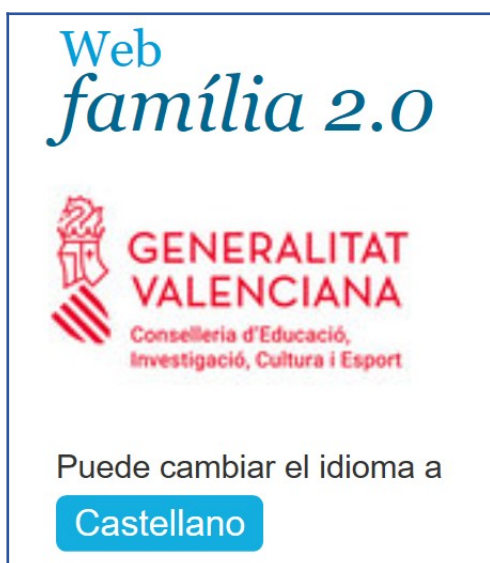 Web
família 2.0
GENERALITAT
VALENCIANA
Conselleria d'Educació,
Investigació, Cultura i Esport
Puede cambiar el idioma a
Castellano